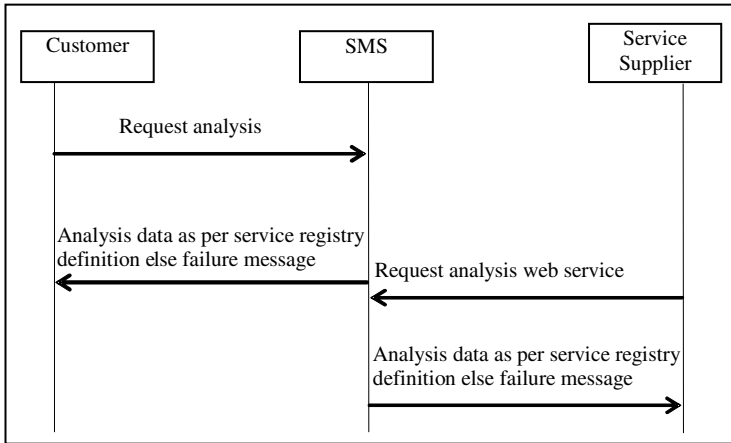 Customer
SMS
Service
Supplier
Request analysis
Analysis data as per service registry
definition else failure message
Request analysis web service
Analysis data as per service registry
definition else failure message